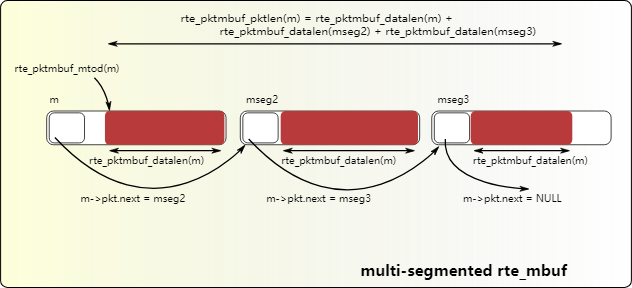 rte_pktmbuf_pktlen(m) = rte_pktmbuf_datalen(m) +
rte_pktmbuf_datalen(mseg2) + rte_pktmbuf_datalen(mseg3)
rte_pktmbuf_mtod(m)
m
mseg2
mseg3
rte_pktmbuf_datalen(m)
rte_pktmbuf_datalen(m)
rte_pktmbuf_datalen(m)
m->pkt.next = mseg2
m->pkt.next = mseg3
m->pkt.next = NULL
multi-segmented rte_mbuf